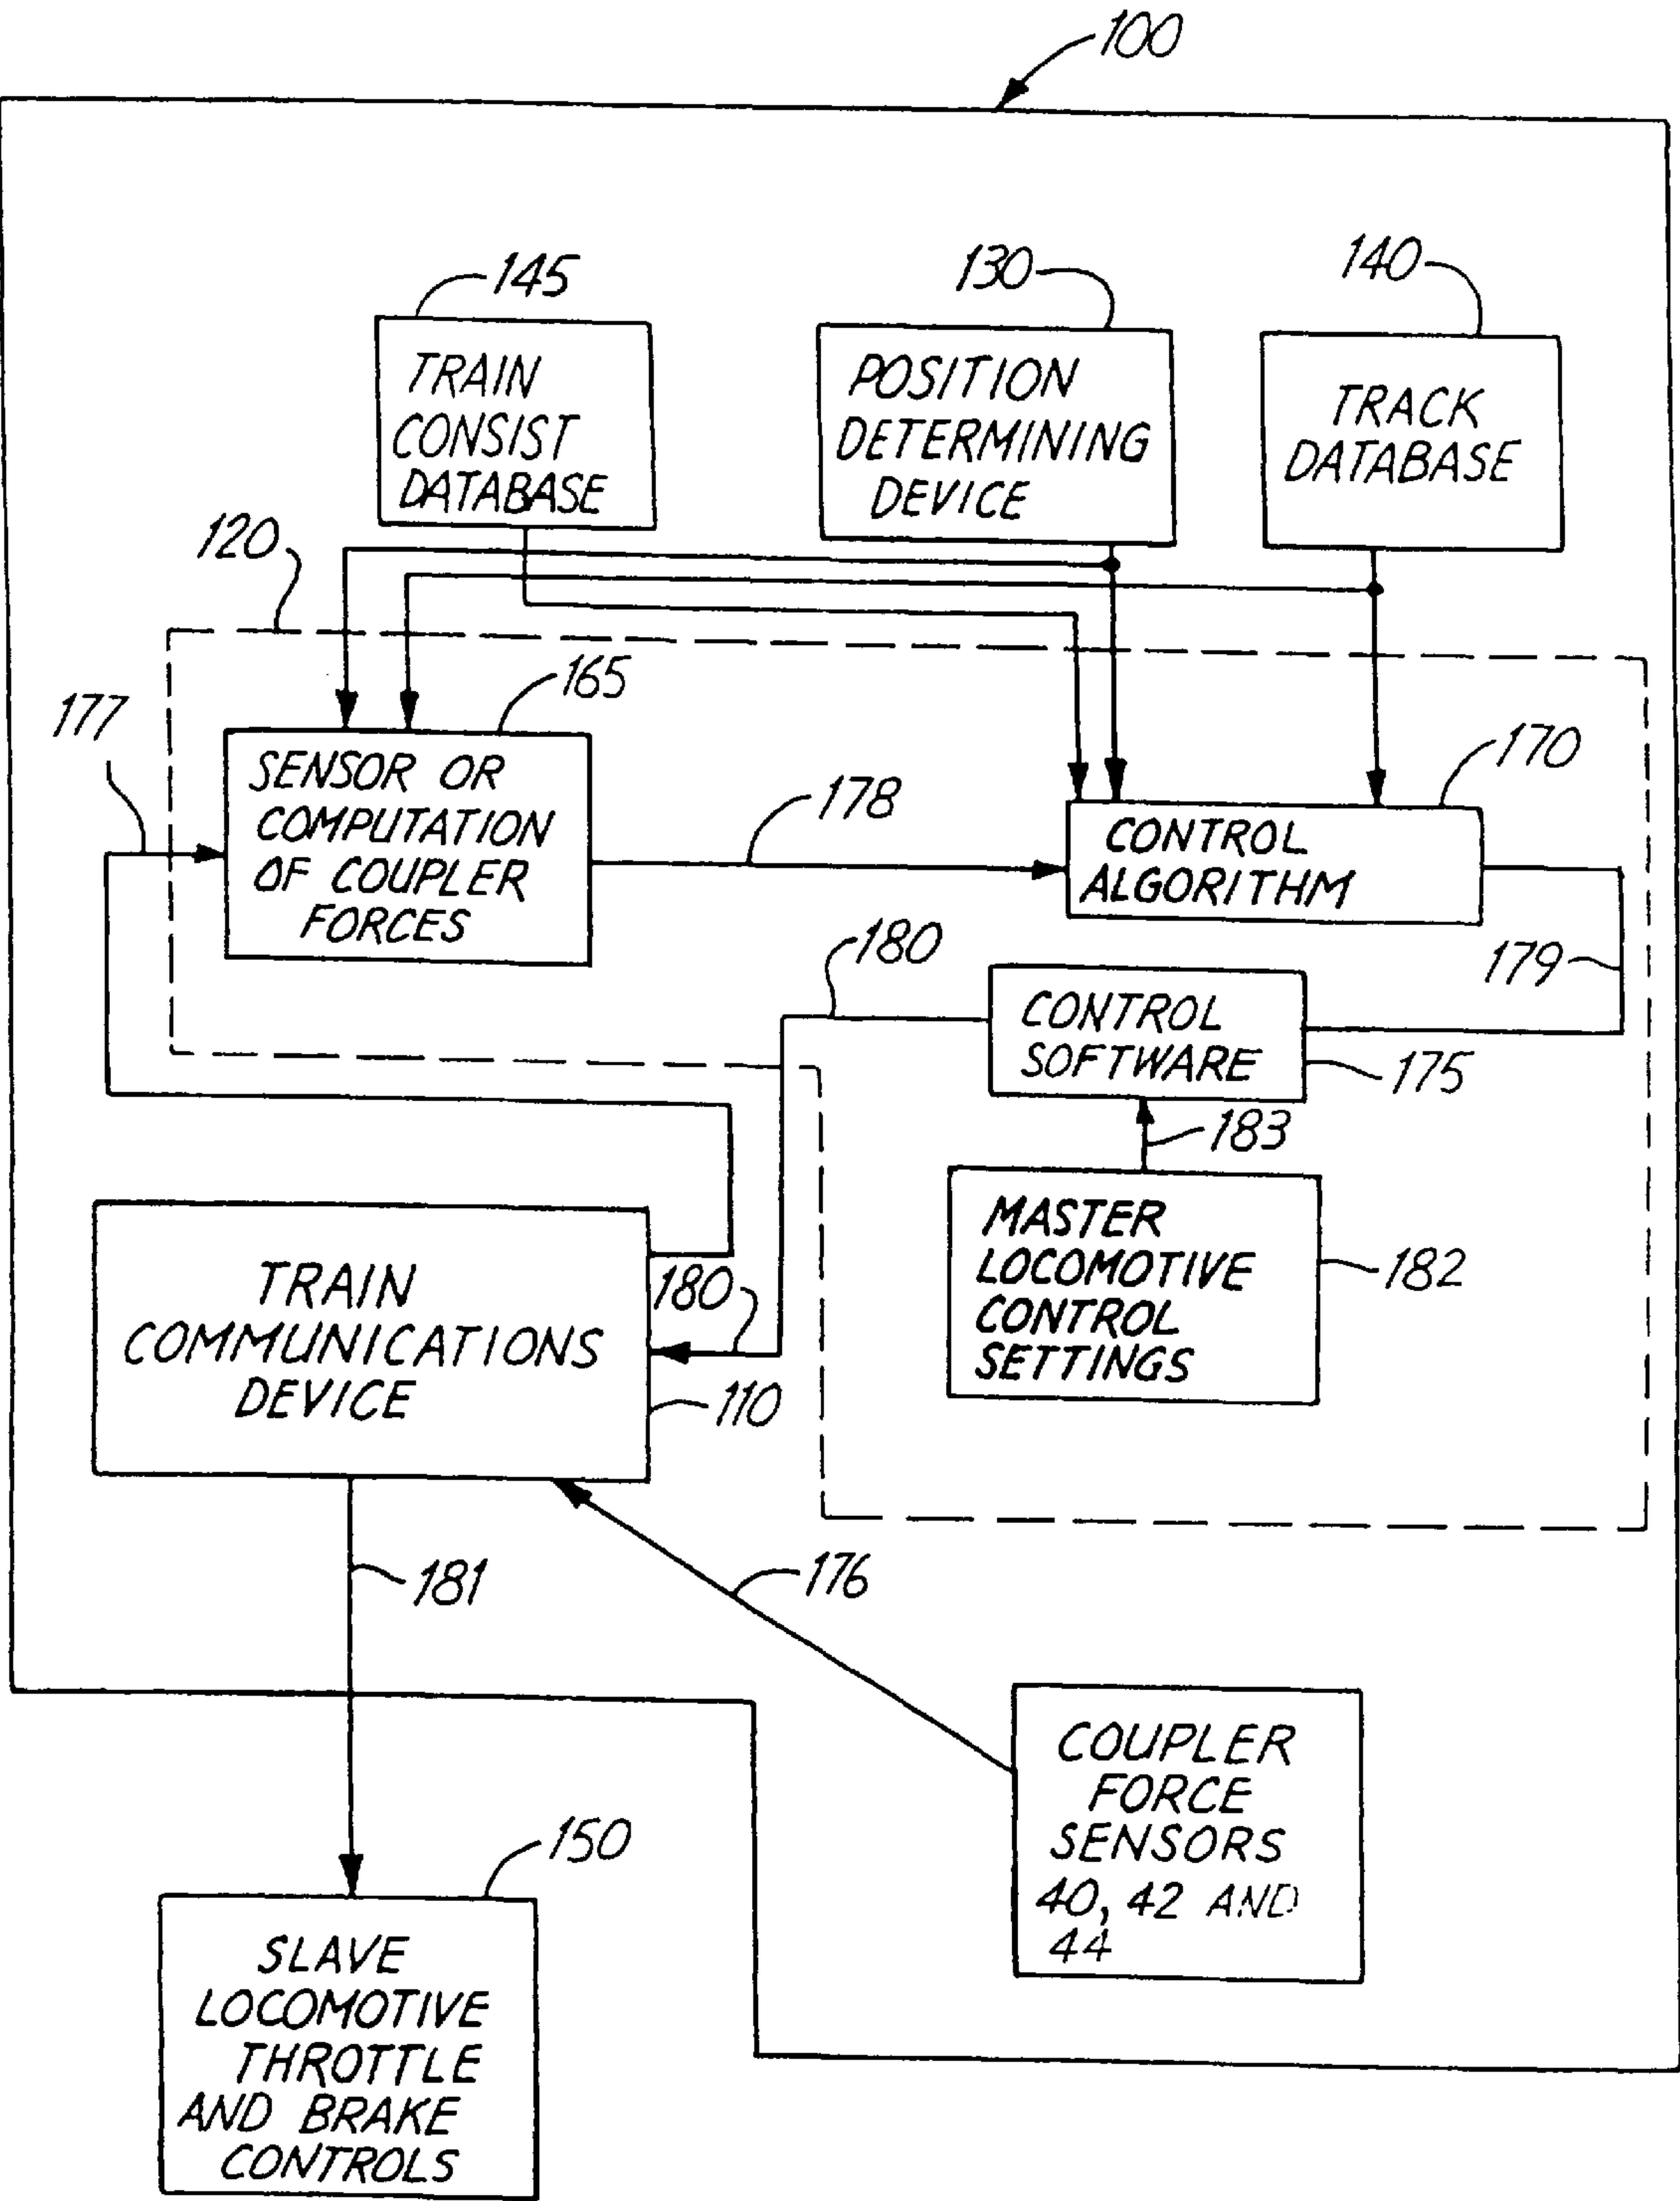 100
145
130
140
TRAIN
CONSIST
DATABASE
POSITION
DETERMINING
DEVICE
TRACK
DATABASE
120
177
165
170
SENSOR OR
COMPUTATION
OF COUPLER
FORCES
178
CONTROL
ALGORITHM
180
179
CONTROL
SOFTWARE
175
183
MASTER
LOCOMOTIVE
CONTROL
SETTINGS
182
TRAIN
COMMUNICATIONS
DEVICE
180
110
181
176
COUPLER
FORCE
SENSORS
40, 42 AND
44
150
SLAVE
LOCOMOTIVE
THROTTLE
AND BRAKE
CONTROLS